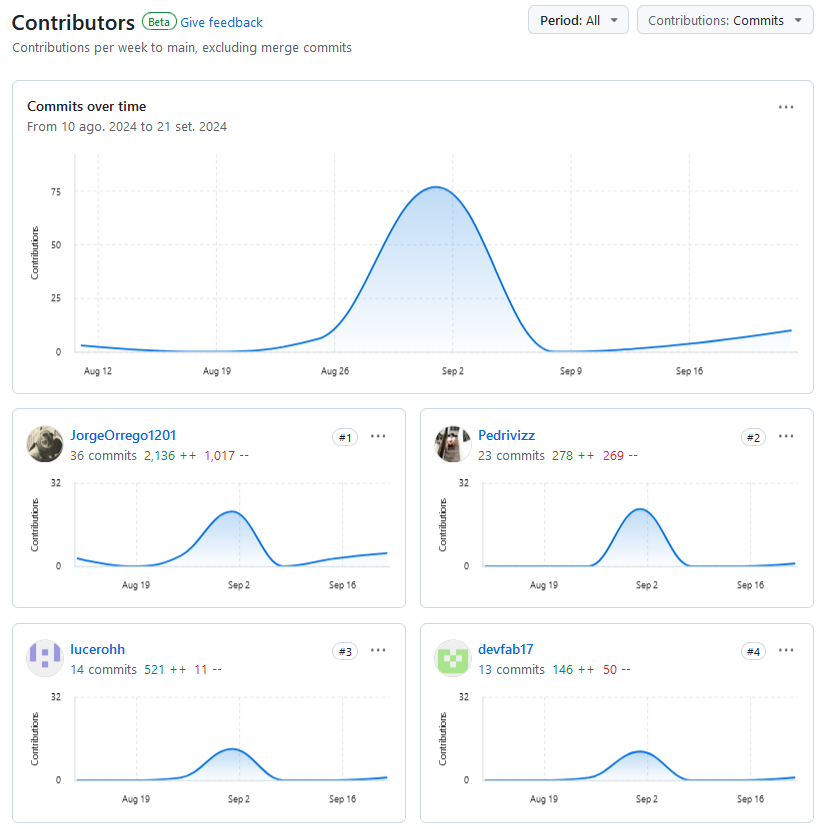 Contributors Beta Give feedback
Period: All
Contributions: Commits
Contributions per week to main, excluding merge commits
Commits over time
From 10 ago. 2024 to 21 set. 2024
Contributions
75
50
25
0
Aug 12 Aug 19 Aug 26 Sep 2 Sep 9 Sep 16
JorgeOrrego1201 #1
36 commits 2,136 ++ 1,017 --
Contributions
32
0
Aug 19 Sep 2 Sep 16
Pedrivizz #2
23 commits 278 ++ 269 --
Contributions
32
0
Aug 19 Sep 2 Sep 16
lucerohh #3
14 commits 521 ++ 11 --
Contributions
32
0
Aug 19 Sep 2 Sep 16
devfab17 #4
13 commits 146 ++ 50 --
Contributions
32
0
Aug 19 Sep 2 Sep 16